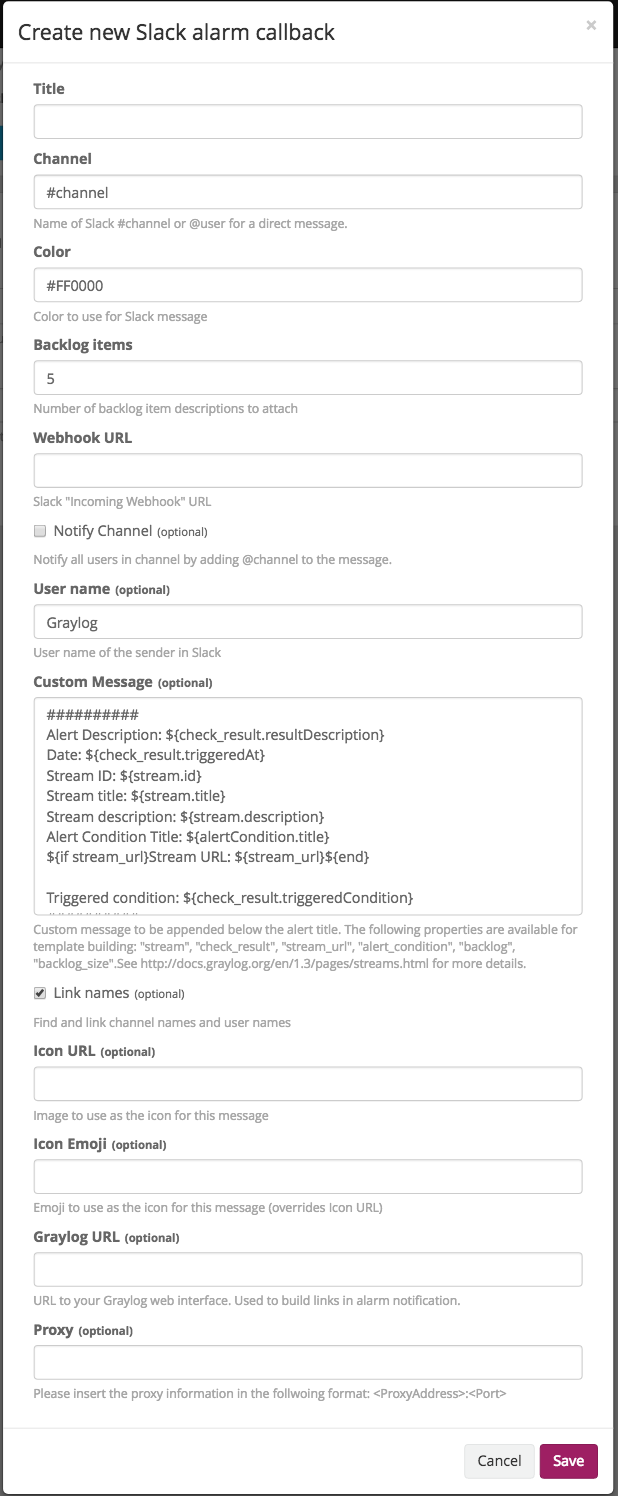 Create new Slack alarm callback
×
Title
Channel
#channel
Name of Slack #channel or @user for a direct message.
Color
#FF0000
Color to use for Slack message
Backlog items
5
Number of backlog item descriptions to attach
Webhook URL
Slack "Incoming Webhook" URL
Notify Channel (optional)
Notify all users in channel by adding @channel to the message.
User name (optional)
Graylog
User name of the sender in Slack
Custom Message (optional)
##########
Alert Description: ${check_result.resultDescription}
Date: ${check_result.triggeredAt}
Stream ID: ${stream.id}
Stream title: ${stream.title}
Stream description: ${stream.description}
Alert Condition Title: ${alertCondition.title}
${if stream_url}Stream URL: ${stream_url}${end}
Triggered condition: ${check_result.triggeredCondition}
Custom message to be appended below the alert title. The following properties are available for
template building: "stream", "check_result", "stream_url", "alert_condition", "backlog",
"backlog_size".See http://docs.graylog.org/en/1.3/pages/streams.html for more details.
Link names (optional)
Find and link channel names and user names
Icon URL (optional)
Image to use as the icon for this message
Icon Emoji (optional)
Emoji to use as the icon for this message (overrides Icon URL)
Graylog URL (optional)
URL to your Graylog web interface. Used to build links in alarm notification.
Proxy (optional)
Please insert the proxy information in the follwoing format: <ProxyAddress>:<Port>
Cancel Save